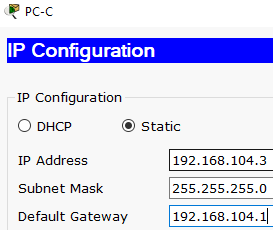 PC-C
IP Configuration
IP Configuration
DHCP Static
IP Address 192.168.104.3
Subnet Mask 255.255.255.0
Default Gateway 192.168.104.1